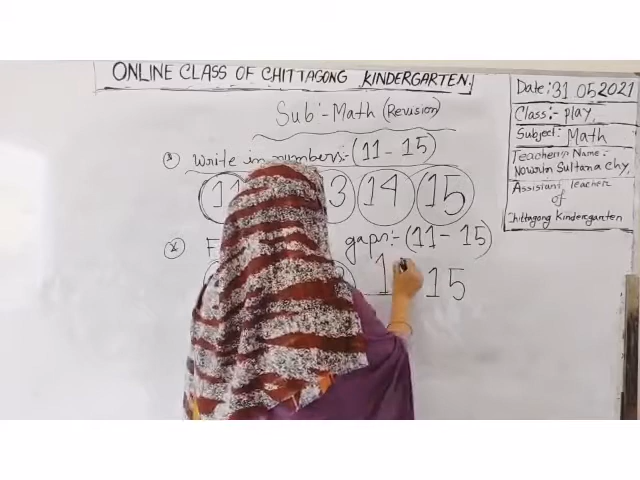 ONLINE CLASS OF CHITTAGONG KINDERGARTEN.
Sub:- Math (Revision)
Write in numbers:- (11 - 15)
11 3 14 15
F gaps:- (11 - 15)
1 15
Date: 31 05 2021
Class:- play.
Subject: Math
Teacher's Name:-
Nowrin Sultana Chy.
Assistant Teacher
of
Chittagong Kindergarten